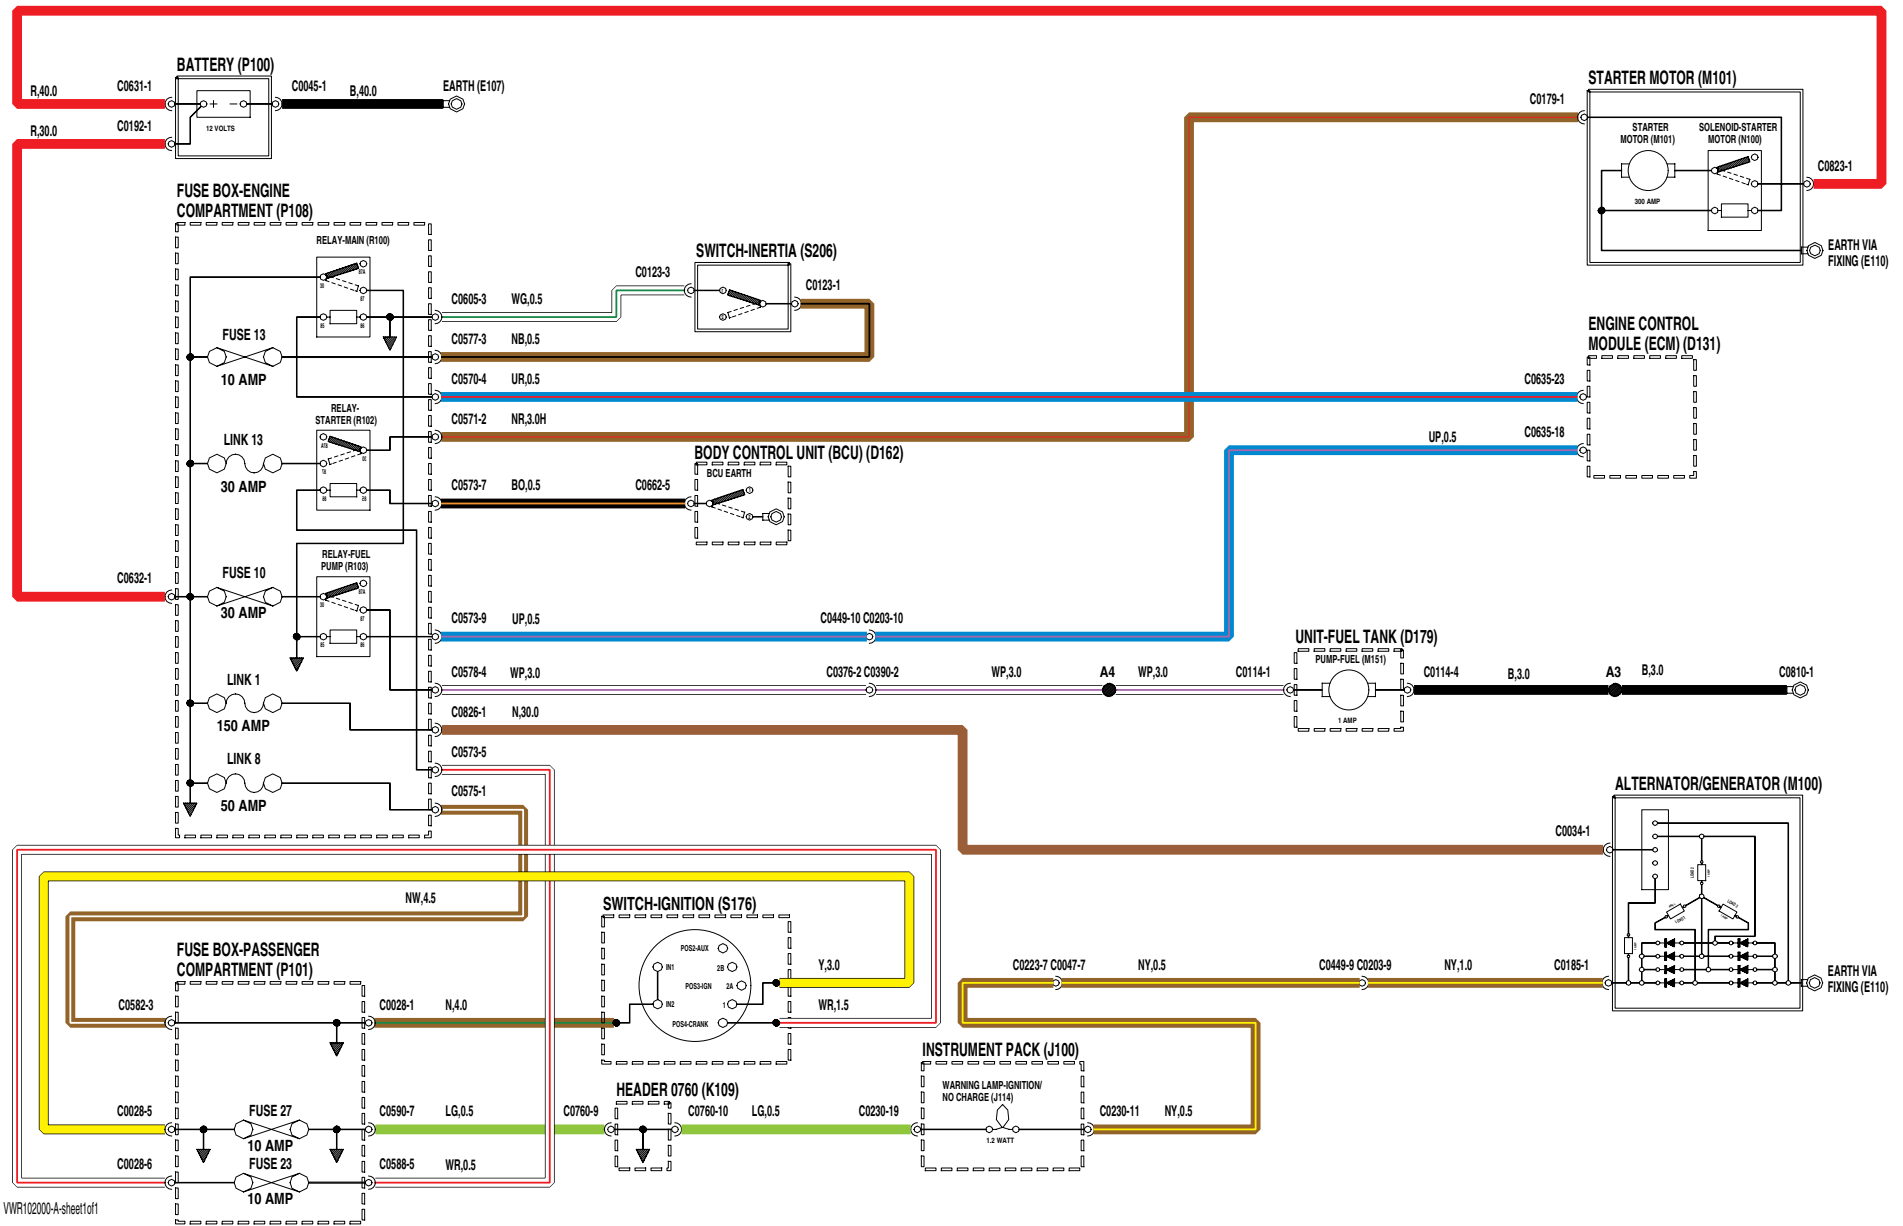 BATTERY (P100)
R,40.0
C0631-1
C0045-1
B,40.0
EARTH (E107)
+
−
12 VOLTS
R,30.0
C0192-1
STARTER MOTOR (M101)
C0179-1
STARTER
MOTOR (M101)
SOLENOID-STARTER
MOTOR (N100)
300 AMP
C0823-1
EARTH VIA
FIXING (E110)
FUSE BOX-ENGINE
COMPARTMENT (P108)
RELAY-MAIN (R100)
87A
30
87
85
86
FUSE 13
10 AMP
RELAY-
STARTER (R102)
LINK 13
30 AMP
RELAY-FUEL
PUMP (R103)
87A
30
87
85
86
FUSE 10
30 AMP
LINK 1
150 AMP
LINK 8
50 AMP
C0632-1
C0605-3
WG,0.5
C0123-3
SWITCH-INERTIA (S206)
C0123-1
C0577-3
NB,0.5
C0570-4
UR,0.5
C0571-2
NR,3.0H
ENGINE CONTROL
MODULE (ECM) (D131)
C0635-23
C0635-18
UP,0.5
BODY CONTROL UNIT (BCU) (D162)
BCU EARTH
C0573-7
BO,0.5
C0662-5
C0573-9
UP,0.5
C0449-10 C0203-10
C0578-4
WP,3.0
C0376-2 C0390-2
WP,3.0
A4
WP,3.0
C0114-1
UNIT-FUEL TANK (D179)
PUMP-FUEL (M151)
1 AMP
C0114-4
B,3.0
A3
B,3.0
C0810-1
C0826-1
N,30.0
C0573-5
C0575-1
ALTERNATOR/GENERATOR (M100)
C0034-1
NW,4.5
SWITCH-IGNITION (S176)
POS2-AUX
IN1
2B
POS3-IGN
2A
IN2
1
POS4-CRANK
Y,3.0
WR,1.5
C0223-7 C0047-7
NY,0.5
C0449-9 C0203-9
NY,1.0
C0185-1
EARTH VIA
FIXING (E110)
FUSE BOX-PASSENGER
COMPARTMENT (P101)
C0582-3
C0028-1
N,4.0
C0028-5
FUSE 27
10 AMP
C0590-7
LG,0.5
C0760-9
HEADER 0760 (K109)
C0760-10
LG,0.5
C0230-19
INSTRUMENT PACK (J100)
WARNING LAMP-IGNITION/
NO CHARGE (J114)
1.2 WATT
C0230-11
NY,0.5
C0028-6
FUSE 23
10 AMP
C0588-5
WR,0.5
VWR102000-A-sheet1of1